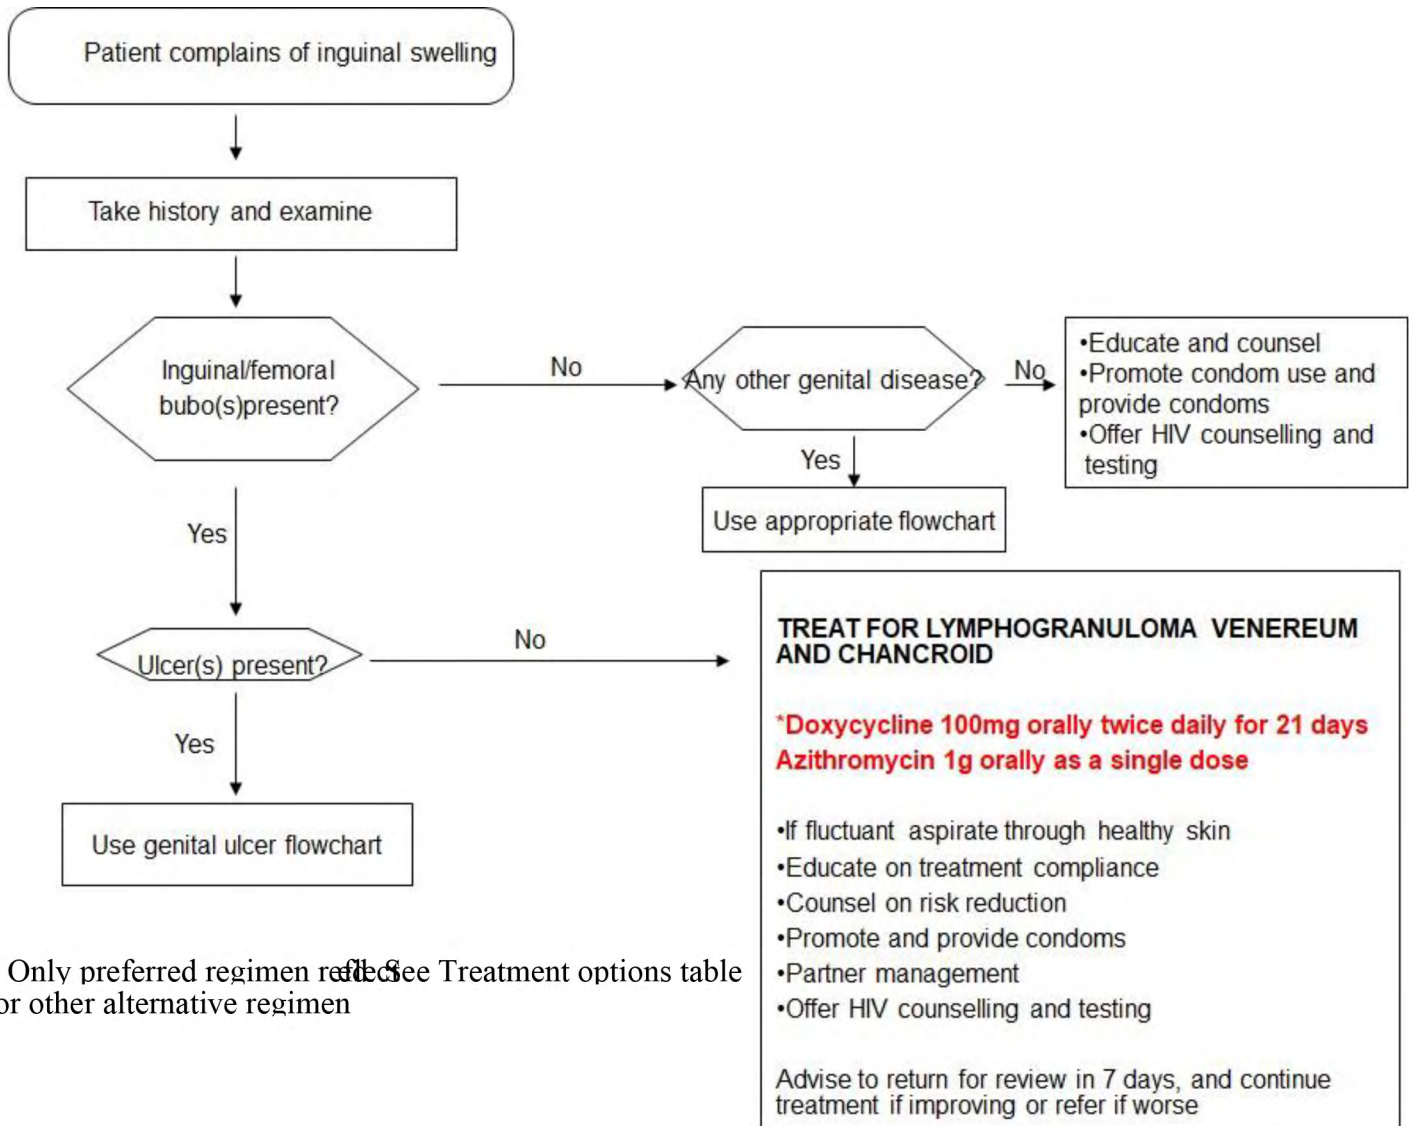 Patient complains of inguinal swelling
Take history and examine
Inguinal/femoral
bubo(s)present?
No
Any other genital disease?
No
•Educate and counsel
•Promote condom use and
provide condoms
•Offer HIV counselling and
testing
Yes
Use appropriate flowchart
Yes
Ulcer(s) present?
No
Yes
Use genital ulcer flowchart
TREAT FOR LYMPHOGRANULOMA VENEREUM
AND CHANCROID
*Doxycycline 100mg orally twice daily for 21 days
Azithromycin 1g orally as a single dose
•If fluctuant aspirate through healthy skin
•Educate on treatment compliance
•Counsel on risk reduction
•Promote and provide condoms
•Partner management
•Offer HIV counselling and testing
Advise to return for review in 7 days, and continue
treatment if improving or refer if worse
Only preferred regimen See Treatment options table
or other alternative regimen